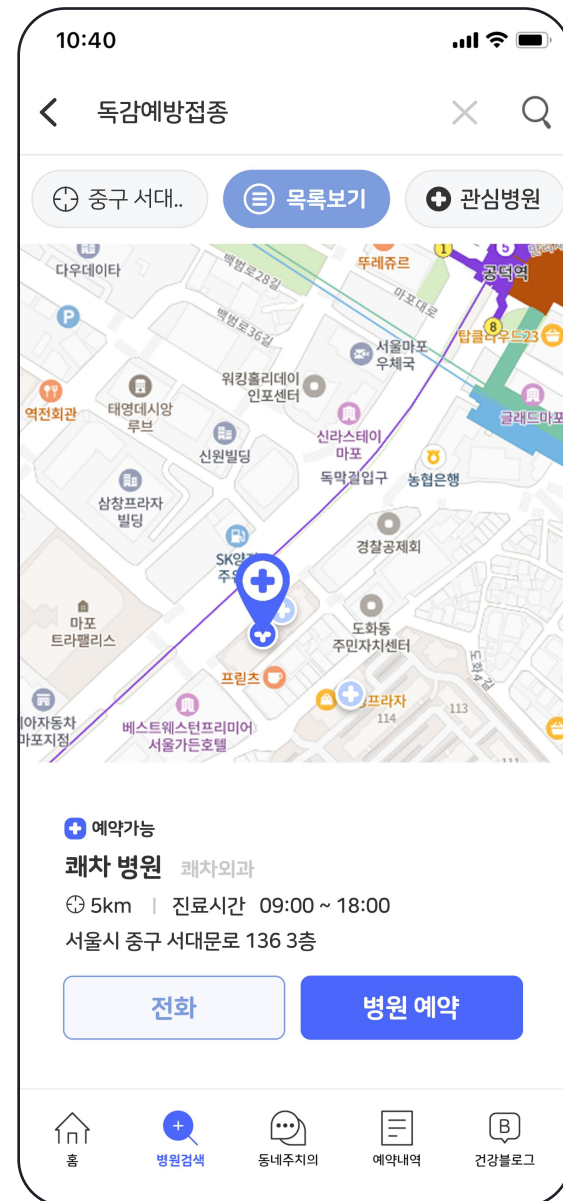 10:40
독감예방접종
중구 서대..
목록보기
관심병원
다우데이타
백범로28길
뚜레쥬르
1
5
공덕역
마포대로
P
백범로36길
8
탑클라우드23
서울마포
우체국
워킹홀리데이
인포센터
역전회관
태영데시앙
루브
글래드마포
신라스테이
마포
신원빌딩
독막길입구
농협은행
삼창프라자
빌딩
경찰공제회
마포
트라팰리스
도화동
주민자치센터
도화4길
프릳츠
프라자
114
113
아자동차
마포지점
베스트웨스턴프리미어
서울가든호텔
예약가능
쾌차 병원 쾌차외과
5km | 진료시간 09:00 ~ 18:00
서울시 중구 서대문로 136 3층
전화
병원 예약
홈
병원검색
동네주치의
예약내역
B
건강블로그